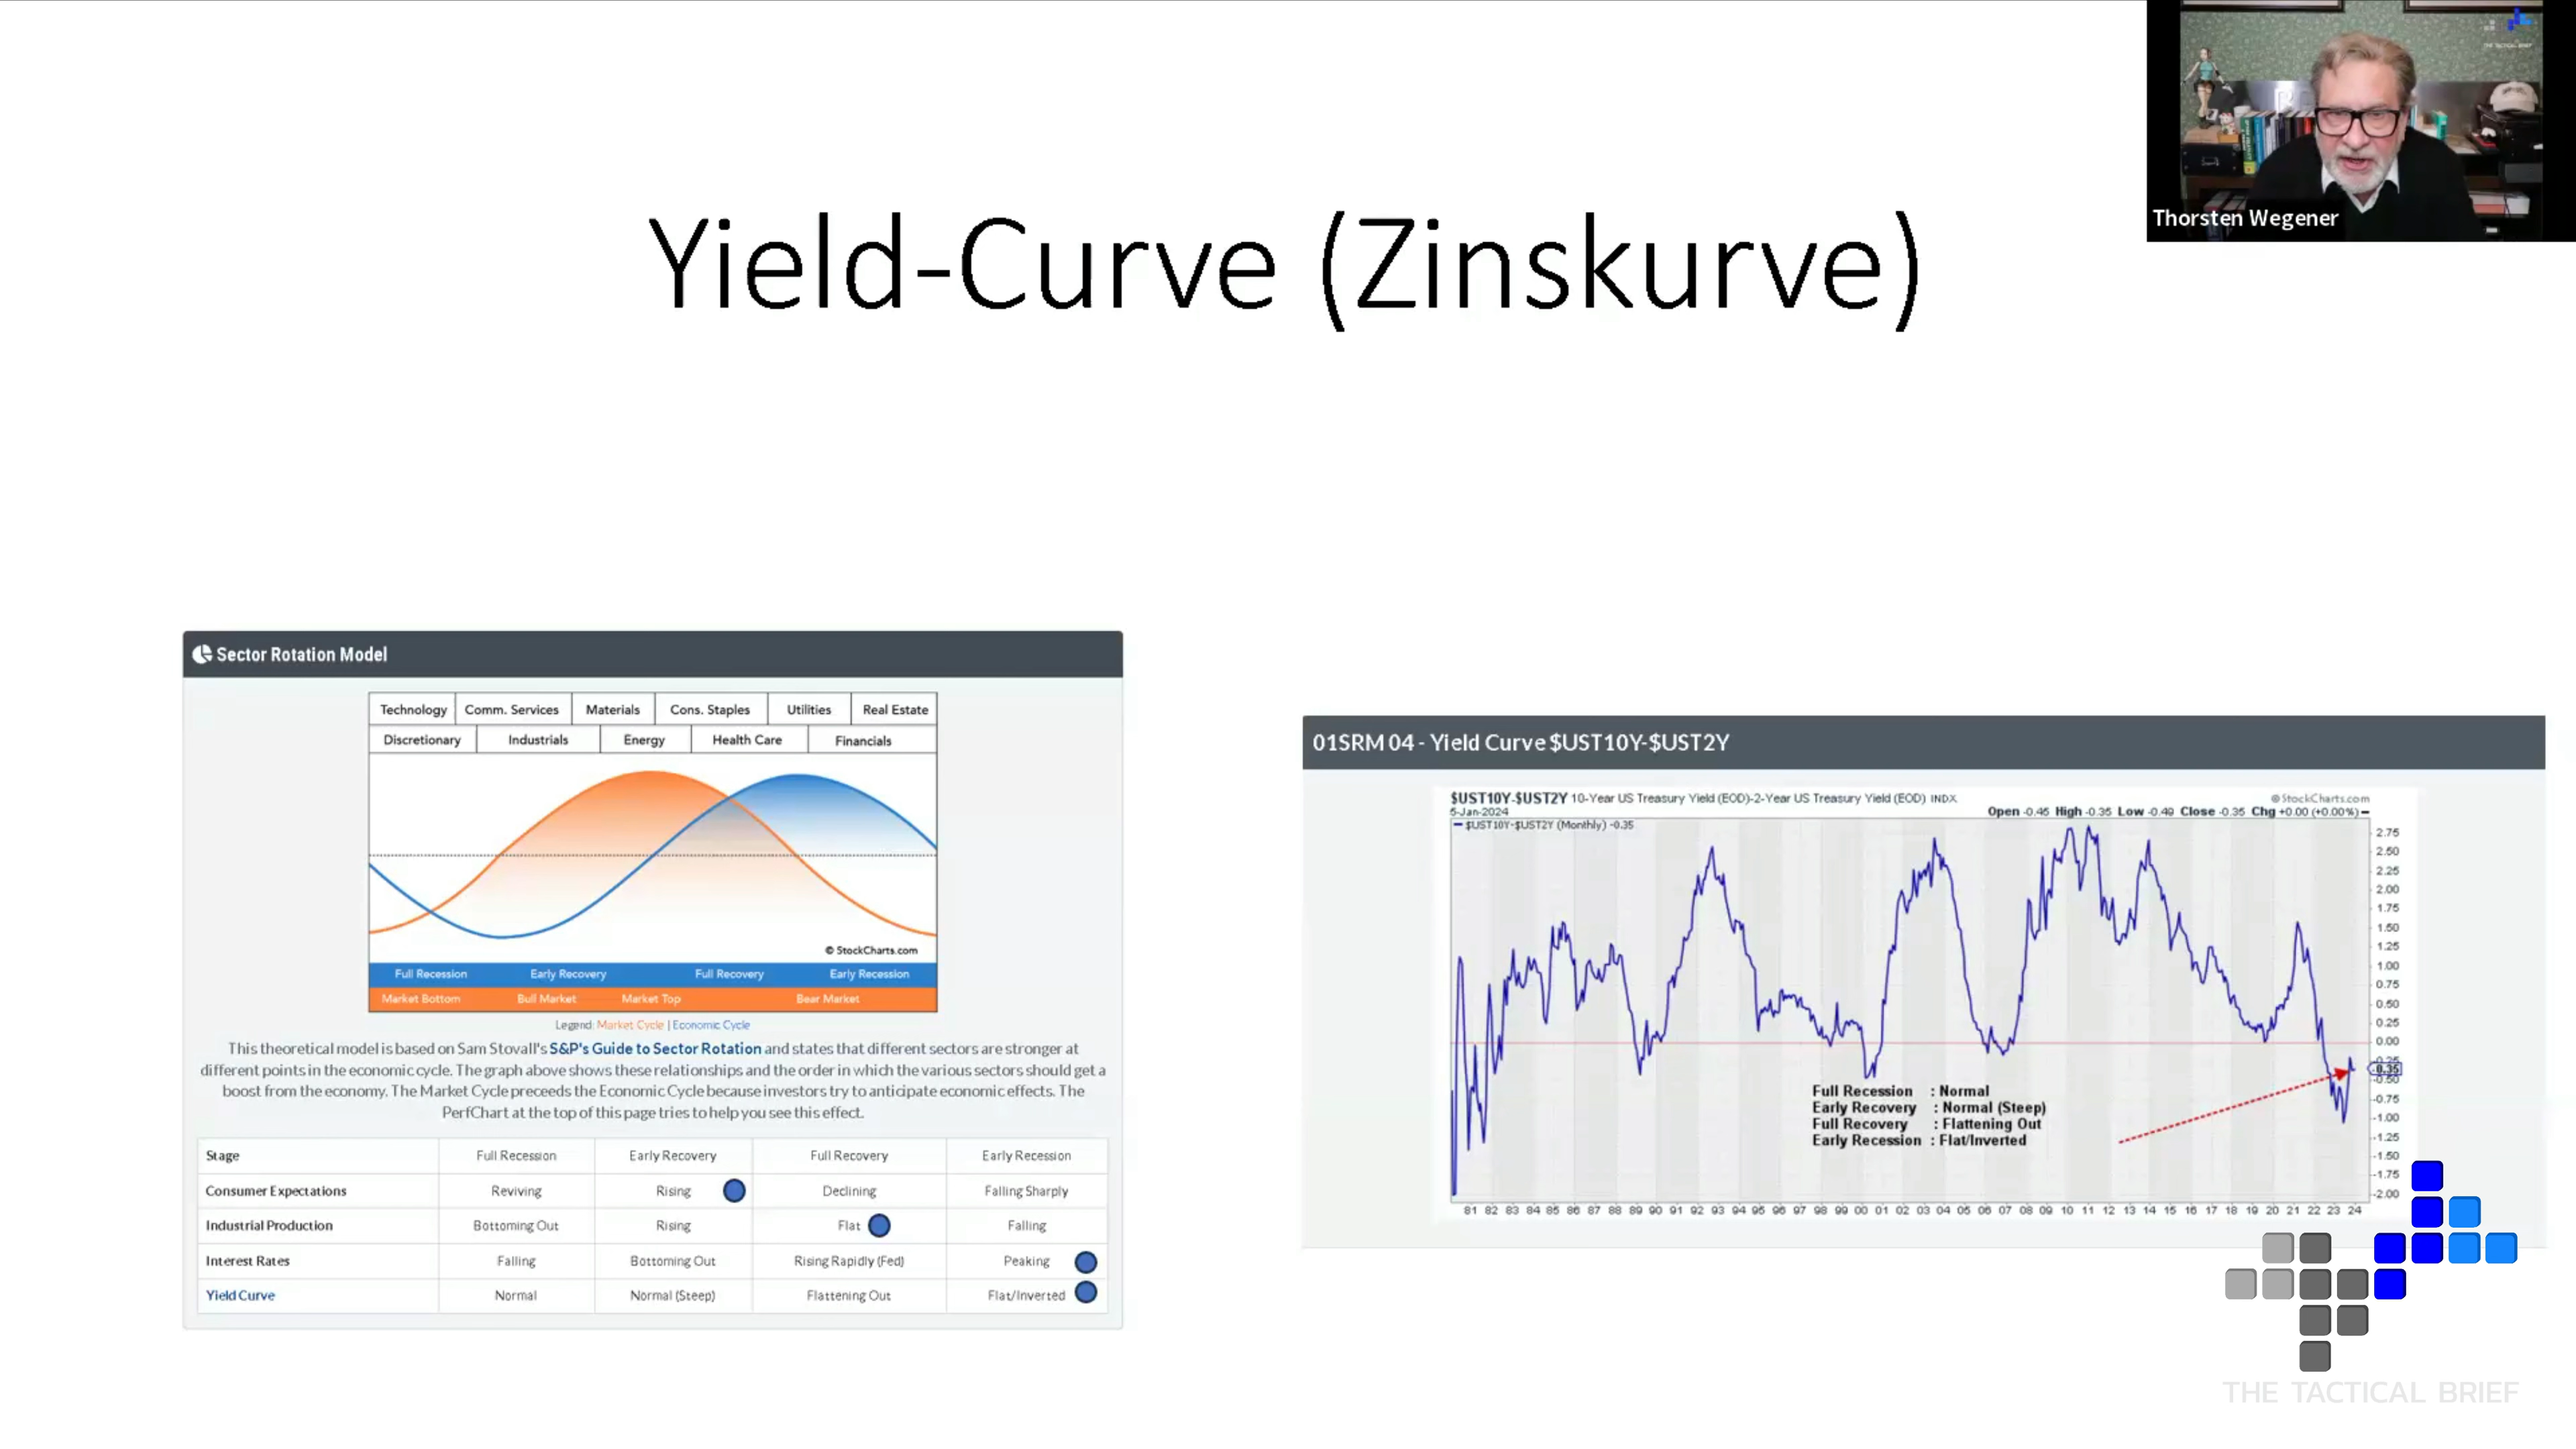 Thorsten Wegener
Yield-Curve (Zinskurve)
Sector Rotation Model
Technology Comm. Services Materials Cons. Staples Utilities Real Estate
Discretionary Industrials Energy Health Care Financials
© StockCharts.com
Full Recession Early Recovery Full Recovery Early Recession
Market Bottom Bull Market Market Top Bear Market
Legend: Market Cycle | Economic Cycle
This theoretical model is based on Sam Stovall's S&P's Guide to Sector Rotation and states that different sectors are stronger at
different points in the economic cycle. The graph above shows these relationships and the order in which the various sectors should get a
boost from the economy. The Market Cycle preceeds the Economic Cycle because investors try to anticipate economic effects. The
PerfChart at the top of this page tries to help you see this effect.
Stage Full Recession Early Recovery Full Recovery Early Recession
Consumer Expectations Reviving Rising Declining Falling Sharply
Industrial Production Bottoming Out Rising Flat Falling
Interest Rates Falling Bottoming Out Rising Rapidly (Fed) Peaking
Yield Curve Normal Normal (Steep) Flattening Out Flat/Inverted
01SRM 04 - Yield Curve $UST10Y-$UST2Y
$UST10Y-$UST2Y 10-Year US Treasury Yield (EOD)-2-Year US Treasury Yield (EOD) INDX © StockCharts.com
5-Jan-2024 Open -0.45 High -0.35 Low -0.49 Close -0.35 Chg +0.00 (+0.00%)
$UST10Y-$UST2Y (Monthly) -0.35
2.75
2.50
2.25
2.00
1.75
1.50
1.25
1.00
0.75
0.50
0.25
0.00
-0.35
-0.50
-0.75
-1.00
-1.25
-1.50
-1.75
-2.00
Full Recession : Normal
Early Recovery : Normal (Steep)
Full Recovery : Flattening Out
Early Recession : Flat/Inverted
81 82 83 84 85 86 87 88 89 90 91 92 93 94 95 96 97 98 99 00 01 02 03 04 05 06 07 08 09 10 11 12 13 14 15 16 17 18 19 20 21 22 23 24
THE TACTICAL BRIEF